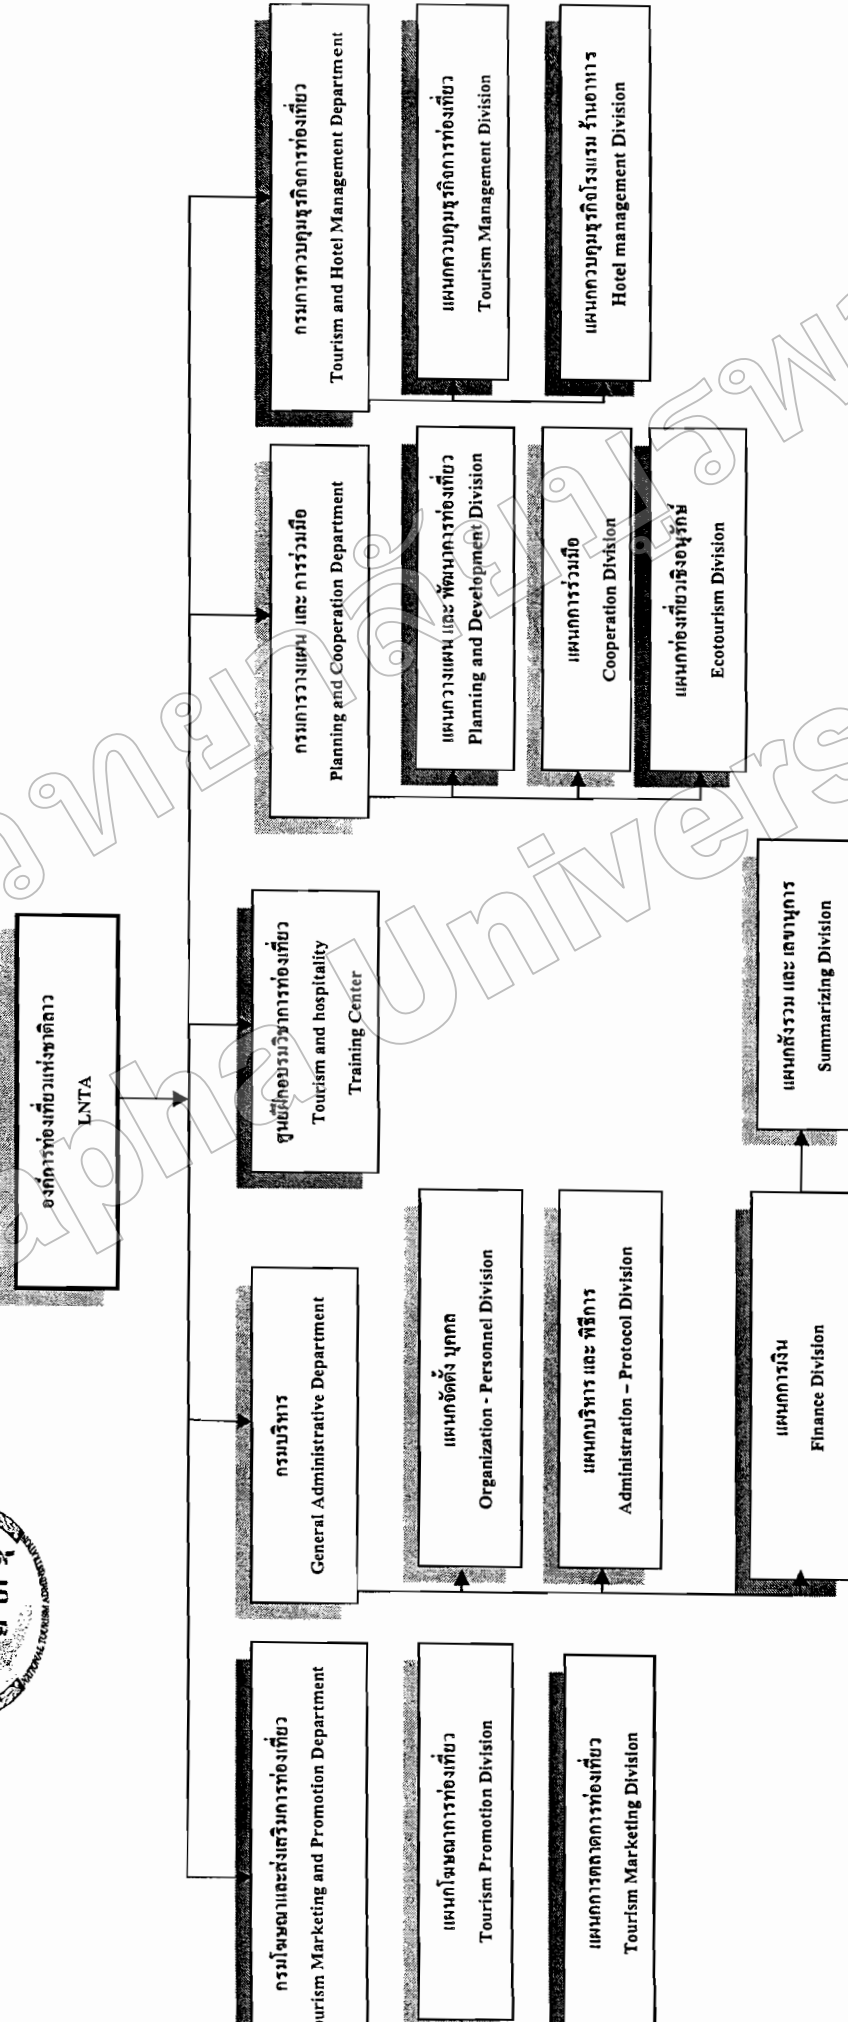 องค์การท่องเที่ยวแห่งชาติลาว
LNTA
กรมโฆษณาและส่งเสริมการท่องเที่ยว
Marketing and Promotion Department
แผนกโฆษณาการท่องเที่ยว
Tourism Promotion Division
แผนกการตลาดการท่องเที่ยว
Tourism Marketing Division
กรมบริหาร
General Administrative Department
แผนกจัดตั้ง บุคคล
Organization - Personnel Division
แผนกบริหาร และ พิธีการ
Administration – Protocol Division
แผนกการเงิน
Finance Division
แผนกสังรวม และ เลขานุการ
Summarizing Division
ศูนย์ฝึกอบรมวิชาการท่องเที่ยว
Tourism and hospitality
Training Center
กรมการวางแผน และ การร่วมมือ
Planning and Cooperation Department
แผนกวางแผน และ พัฒนาการท่องเที่ยว
Planning and Development Division
แผนกการร่วมมือ
Cooperation Division
แผนกท่องเที่ยวเชิงอนุรักษ์
Ecotourism Division
กรมการควบคุมธุรกิจการท่องเที่ยว
Tourism and Hotel Management Department
แผนกควบคุมธุรกิจการท่องเที่ยว
Tourism Management Division
แผนกควบคุมธุรกิจโรงแรม ร้านอาหาร
Hotel management Division
NATIONAL TOURISM ADMINISTRATION